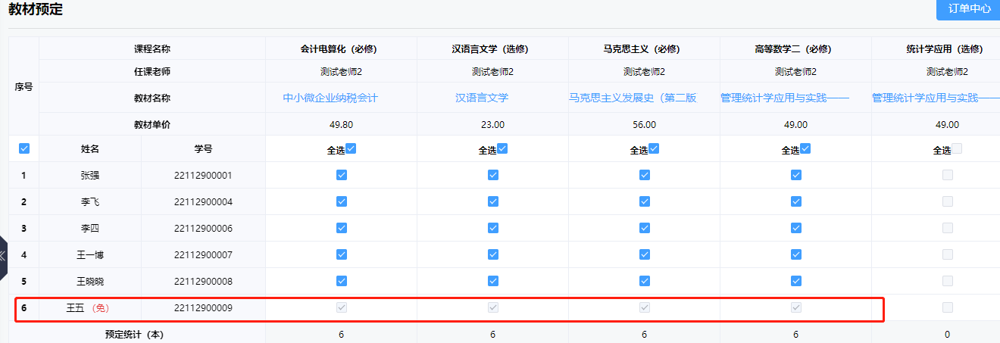 教材预定
订单中心
序号
课程名称 会计电算化（必修） 汉语言文学（选修） 马克思主义（必修） 高等数学二（必修） 统计学应用（选修）
任课老师 测试老师2 测试老师2 测试老师2 测试老师2 测试老师2
教材名称 中小微企业纳税会计 汉语言文学 马克思主义发展史（第二版 管理统计学应用与实践—— 管理统计学应用与实践——
教材单价 49.80 23.00 56.00 49.00 49.00
姓名 学号 全选 全选 全选 全选 全选
1 张强 22112900001
2 李飞 22112900004
3 李四 22112900006
4 王一博 22112900007
5 王晓晓 22112900008
6 王五（免） 22112900009
预定统计（本） 6 6 6 6 0